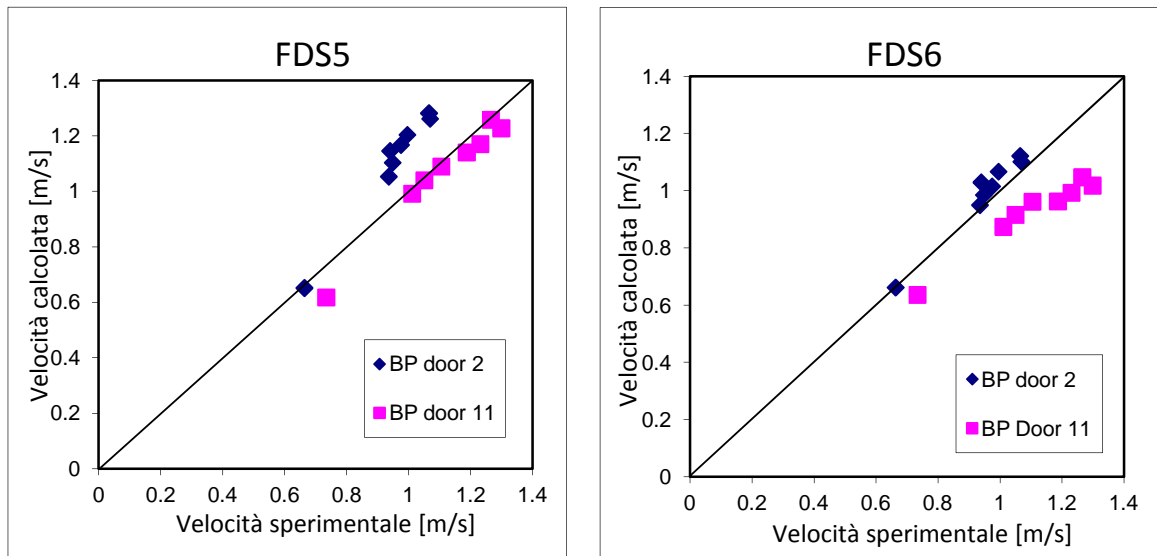 FDS5
1.4
1.2
1
0.8
0.6
0.4
0.2
0
0 0.2 0.4 0.6 0.8 1 1.2 1.4
Velocità calcolata [m/s]
Velocità sperimentale [m/s]
BP door 2
BP door 11
FDS6
1.4
1.2
1
0.8
0.6
0.4
0.2
0
0 0.2 0.4 0.6 0.8 1 1.2 1.4
Velocità calcolata [m/s]
Velocità sperimentale [m/s]
BP door 2
BP Door 11